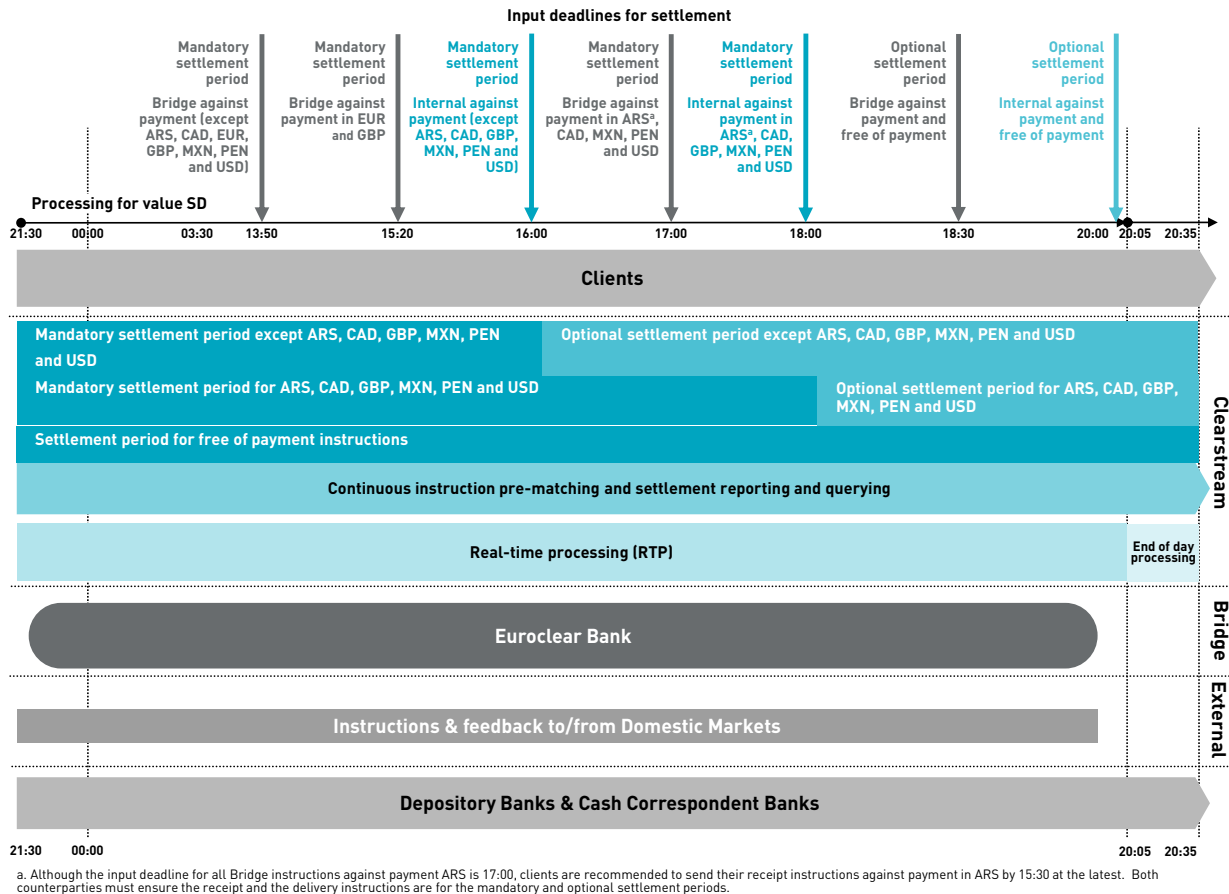 Input deadlines for settlement
Mandatory
settlement
period
Bridge against
payment (except
ARS, CAD, EUR,
GBP, MXN, PEN
and USD)
Mandatory
settlement
period
Bridge against
payment in EUR
and GBP
Mandatory
settlement
period
Internal against
payment (except
ARS, CAD, GBP,
MXN, PEN and
USD)
Mandatory
settlement
period
Bridge against
payment in ARSª,
CAD, MXN, PEN
and USD
Mandatory
settlement
period
Internal against
payment in
ARSª, CAD,
GBP, MXN, PEN
and USD
Optional
settlement
period
Bridge against
payment and
free of payment
Optional
settlement
period
Internal against
payment and
free of payment
Processing for value SD
21:30 00:00 03:30 13:50 15:20 16:00 17:00 18:00 18:30 20:00 20:05 20:35
Clients
Mandatory settlement period except ARS, CAD, GBP, MXN, PEN
and USD
Optional settlement period except ARS, CAD, GBP, MXN, PEN and USD
Mandatory settlement period for ARS, CAD, GBP, MXN, PEN and USD
Optional settlement period for ARS, CAD, GBP,
MXN, PEN and USD
Settlement period for free of payment instructions
Continuous instruction pre-matching and settlement reporting and querying
Real-time processing (RTP)
End of day
processing
Clearstream
Euroclear Bank
Bridge
Instructions & feedback to/from Domestic Markets
External
Depository Banks & Cash Correspondent Banks
21:30 00:00 20:05 20:35
a. Although the input deadline for all Bridge instructions against payment ARS is 17:00, clients are recommended to send their receipt instructions against payment in ARS by 15:30 at the latest. Both
counterparties must ensure the receipt and the delivery instructions are for the mandatory and optional settlement periods.